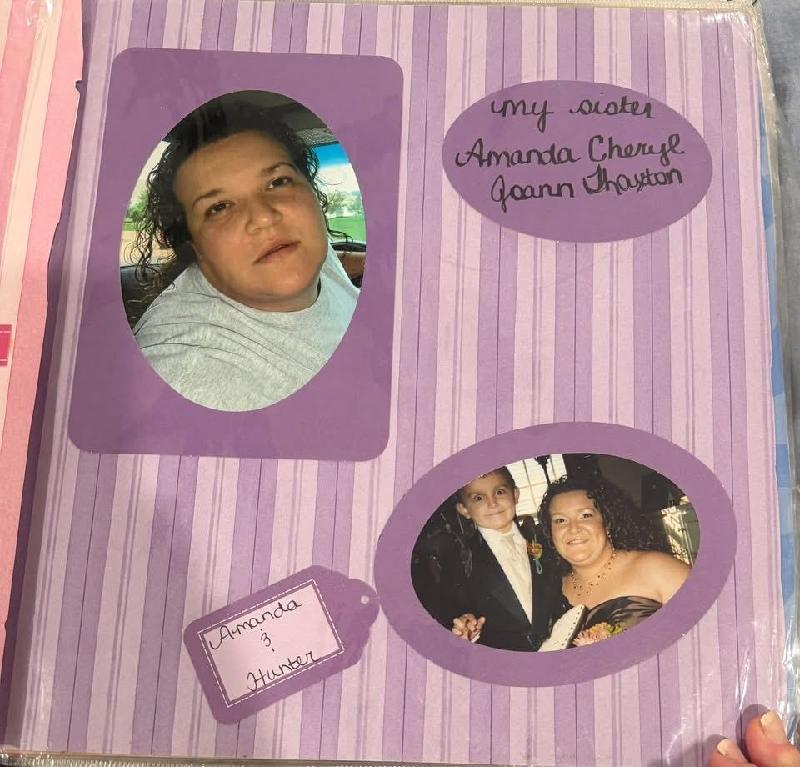 my sister
Amanda Cheryl
Joann Thaxton
Amanda
&
Hunter